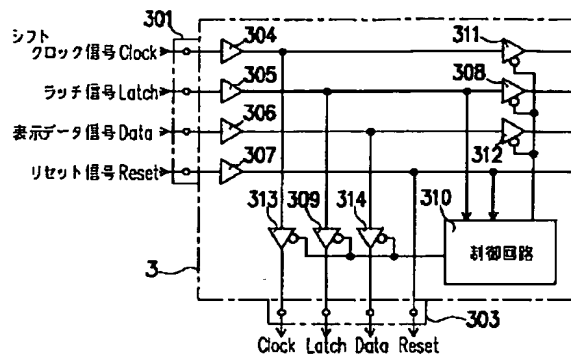 301
シフト
クロック信号 Clock
304
311
ラッチ信号 Latch
305
308
表示データ信号 Data
306
312
リセット信号 Reset
307
313
309
314
310
制御回路
3
303
Clock Latch Data Reset